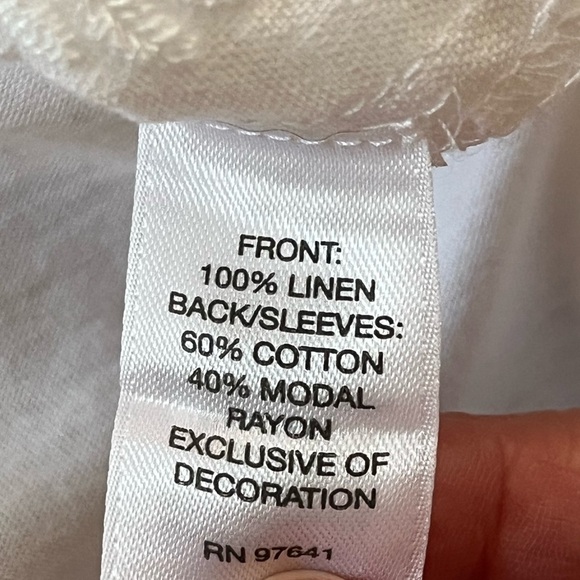 FRONT:
100% LINEN
BACK/SLEEVES:
60% COTTON
40% MODAL
RAYON
EXCLUSIVE OF
DECORATION
RN 97641